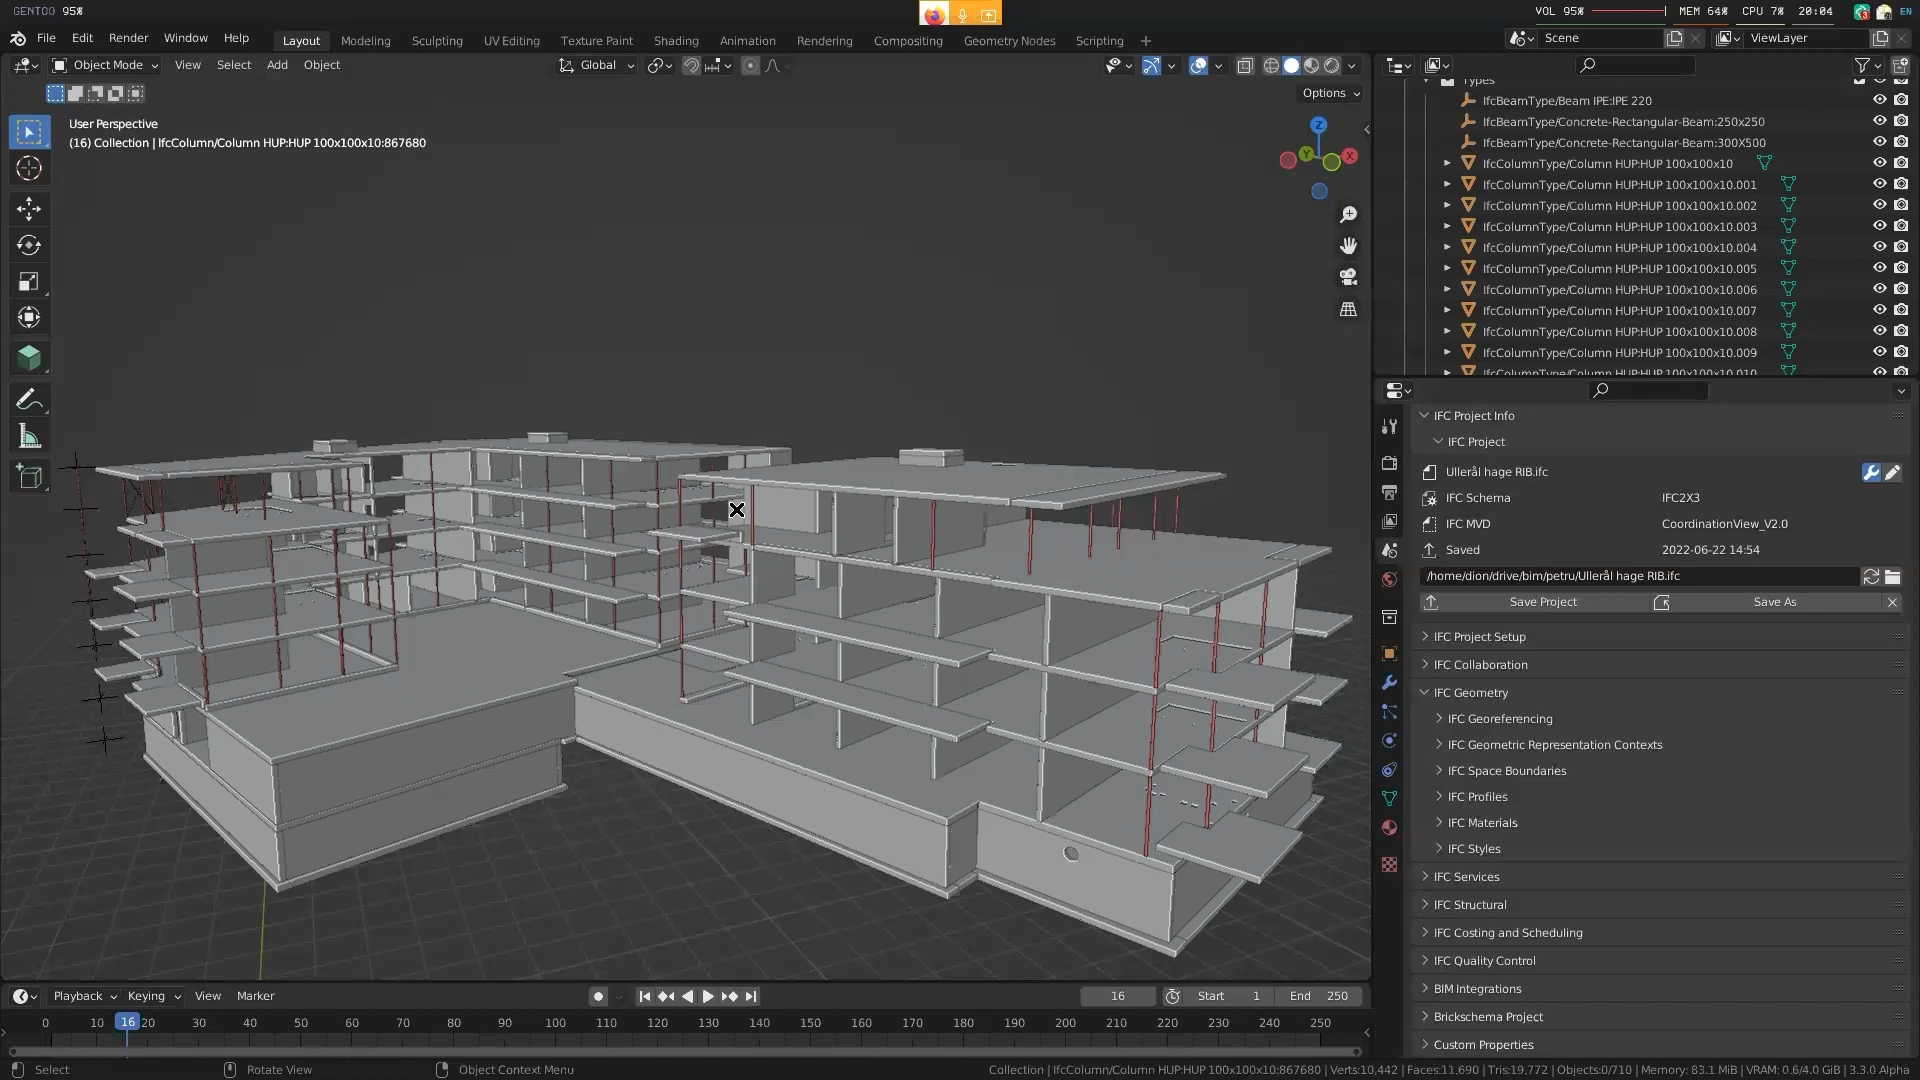 GENTOO 95%
VOL 95% MEM 64% CPU 7% 20:04 EN
File Edit Render Window Help Layout Modeling Sculpting UV Editing Texture Paint Shading Animation Rendering Compositing Geometry Nodes Scripting + Scene ViewLayer
Object Mode View Select Add Object Global
Options
User Perspective
(16) Collection | IfcColumn/Column HUP:HUP 100x100x10:867680
Z
Y X
Types
IfcBeamType/Beam IPE:IPE 220
IfcBeamType/Concrete-Rectangular-Beam:250x250
IfcBeamType/Concrete-Rectangular-Beam:300X500
IfcColumnType/Column HUP:HUP 100x100x10
IfcColumnType/Column HUP:HUP 100x100x10.001
IfcColumnType/Column HUP:HUP 100x100x10.002
IfcColumnType/Column HUP:HUP 100x100x10.003
IfcColumnType/Column HUP:HUP 100x100x10.004
IfcColumnType/Column HUP:HUP 100x100x10.005
IfcColumnType/Column HUP:HUP 100x100x10.006
IfcColumnType/Column HUP:HUP 100x100x10.007
IfcColumnType/Column HUP:HUP 100x100x10.008
IfcColumnType/Column HUP:HUP 100x100x10.009
IfcColumnType/Column HUP:HUP 100x100x10.010
IFC Project Info
IFC Project
Ullerål hage RIB.ifc
IFC Schema IFC2X3
IFC MVD CoordinationView_V2.0
Saved 2022-06-22 14:54
/home/dion/drive/bim/petru/Ullerål hage RIB.ifc
Save Project Save As
IFC Project Setup
IFC Collaboration
IFC Geometry
IFC Georeferencing
IFC Geometric Representation Contexts
IFC Space Boundaries
IFC Profiles
IFC Materials
IFC Styles
IFC Services
IFC Structural
IFC Costing and Scheduling
IFC Quality Control
BIM Integrations
Brickschema Project
Custom Properties
Playback Keying View Marker 16 Start 1 End 250
0 10 16 20 30 40 50 60 70 80 90 100 110 120 130 140 150 160 170 180 190 200 210 220 230 240 250
Select Rotate View Object Context Menu Collection | IfcColumn/Column HUP:HUP 100x100x10:867680 | Verts:10,442 | Faces:11,690 | Tris:19,772 | Objects:0/710 | Memory: 83.1 MiB | VRAM: 0.6/4.0 GiB | 3.3.0 Alpha